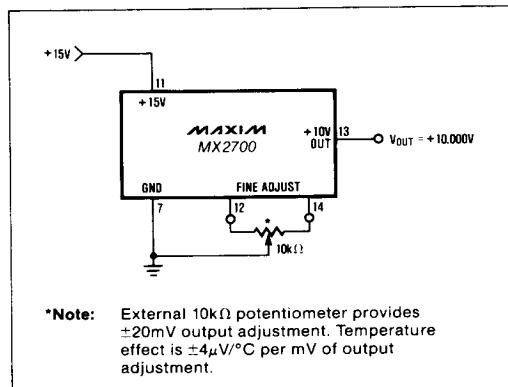 +15V
11
+15V
MAXIM
MX2700
+10V
OUT
13
VOUT = +10.000V
GND
FINE ADJUST
7
12
14
*
10kΩ
*Note: External 10kΩ potentiometer provides
±20mV output adjustment. Temperature
effect is ±4µV/°C per mV of output
adjustment.